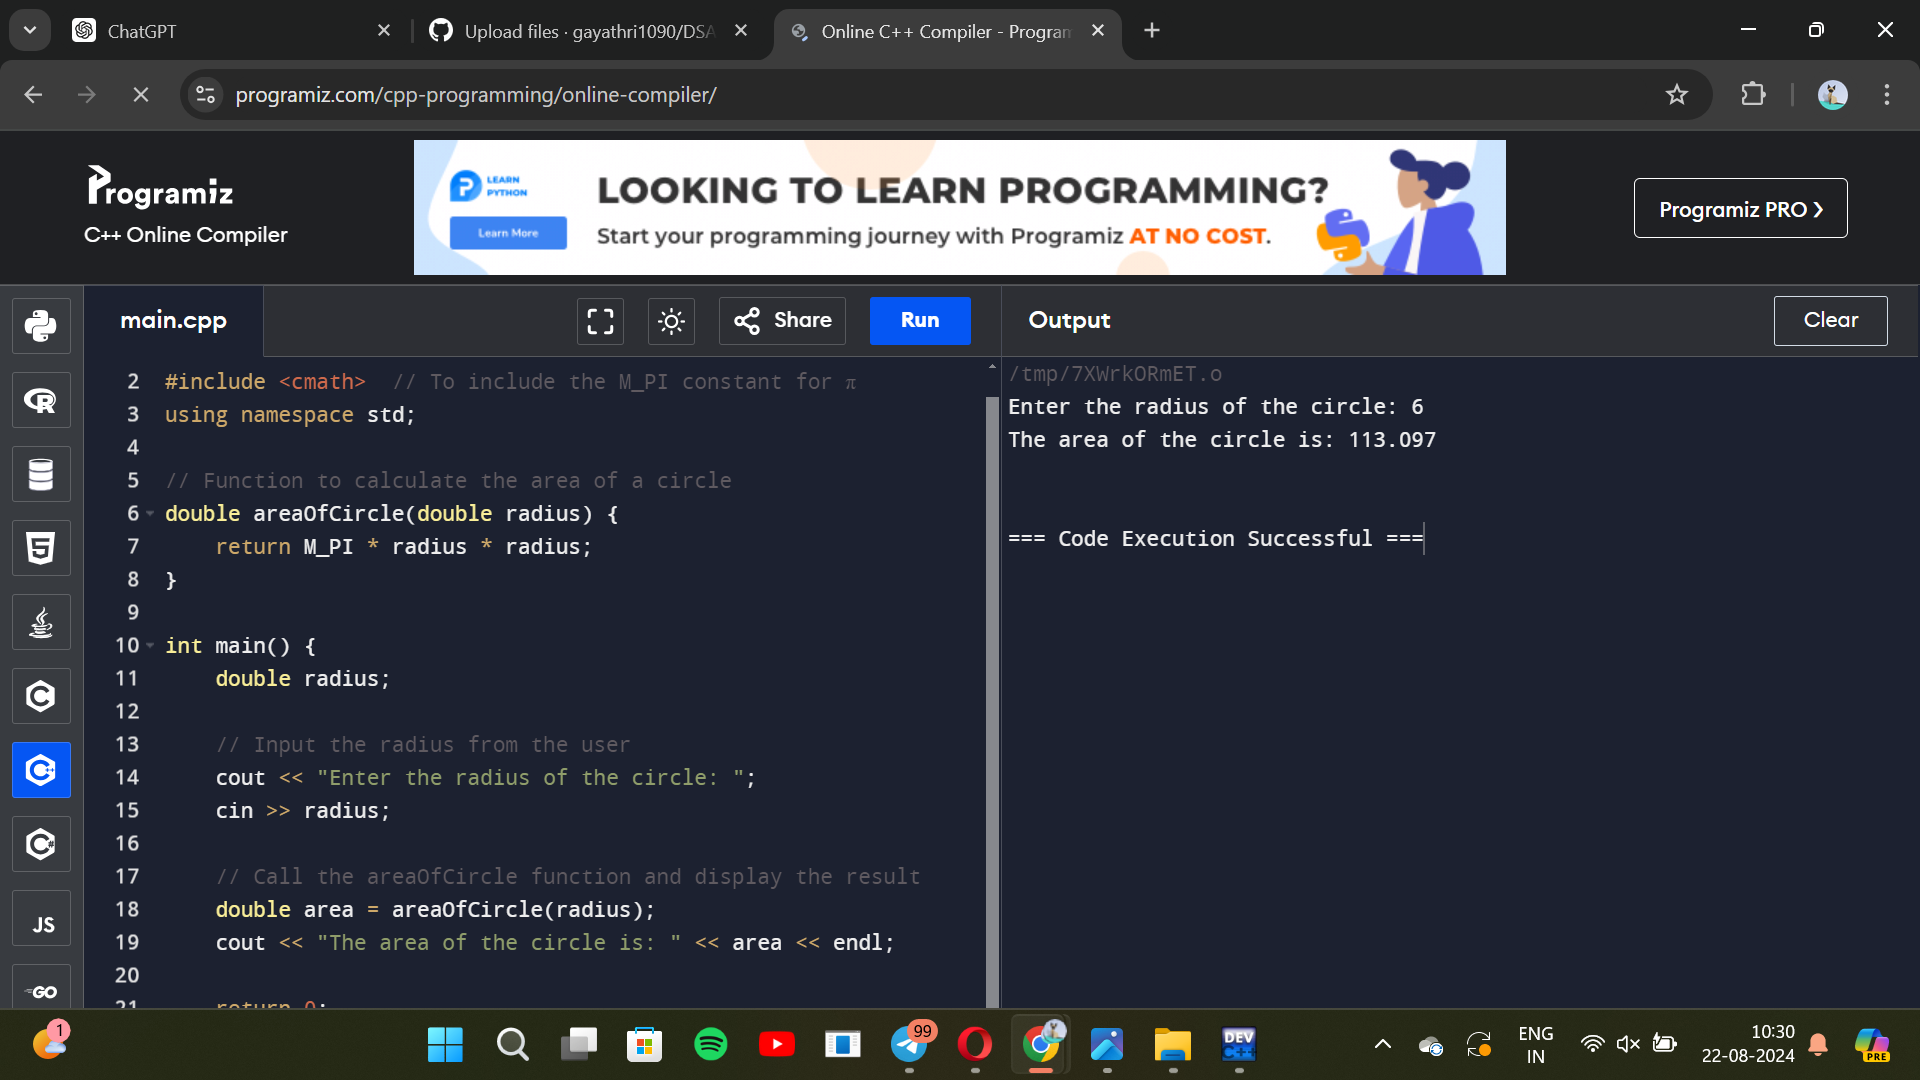 ChatGPT
Upload files · gayathri1090/DSA
Online C++ Compiler - Program
programiz.com/cpp-programming/online-compiler/
Programiz
C++ Online Compiler
LEARN
PYTHON
Learn More
LOOKING TO LEARN PROGRAMMING?
Start your programming journey with Programiz AT NO COST.
Programiz PRO ❯
main.cpp
Share
Run
Output
Clear
2 #include <cmath>  // To include the M_PI constant for π
3 using namespace std;
4
5 // Function to calculate the area of a circle
6 double areaOfCircle(double radius) {
7     return M_PI * radius * radius;
8 }
9
10 int main() {
11     double radius;
12
13     // Input the radius from the user
14     cout << "Enter the radius of the circle: ";
15     cin >> radius;
16
17     // Call the areaOfCircle function and display the result
18     double area = areaOfCircle(radius);
19     cout << "The area of the circle is: " << area << endl;
20
21     return 0;
/tmp/7XWrkORmET.o
Enter the radius of the circle: 6
The area of the circle is: 113.097
=== Code Execution Successful ===
JS
GO
1
99
DEV
C++
ENG
IN
10:30
22-08-2024
PRE